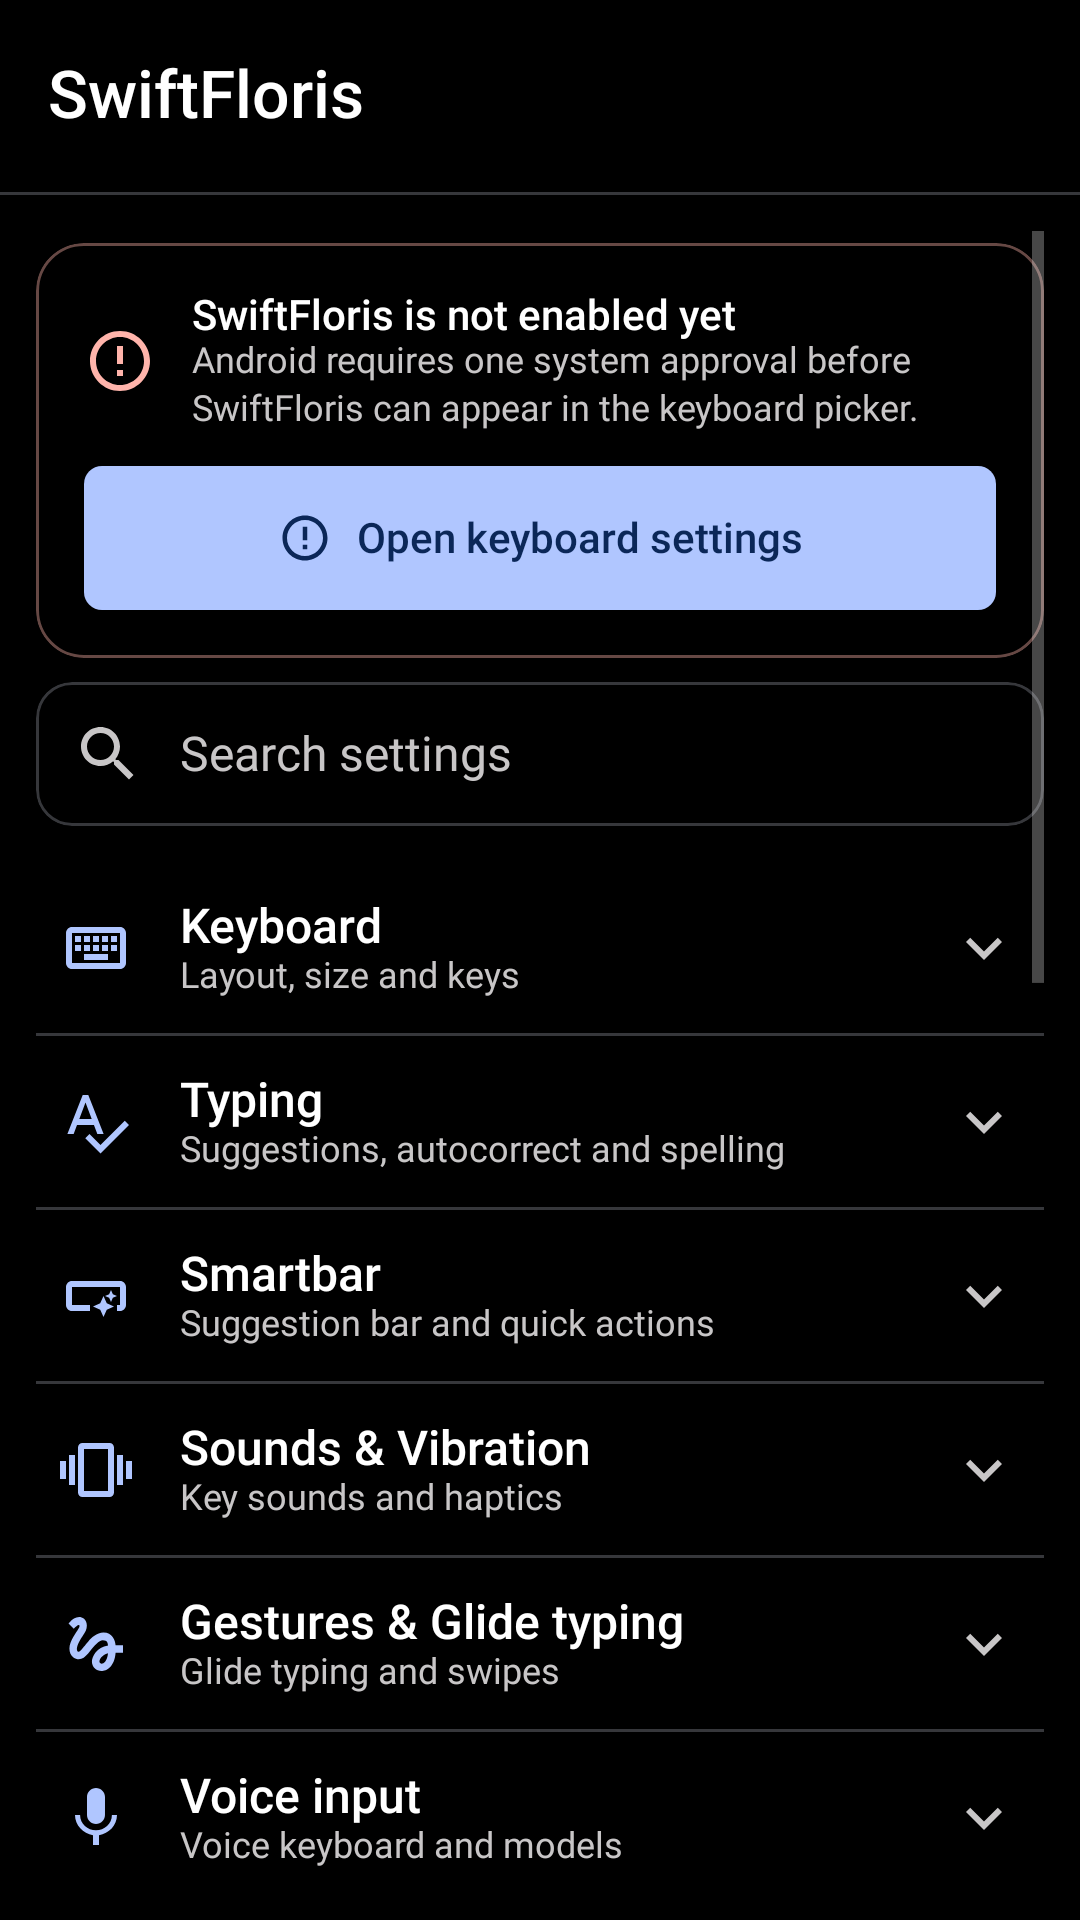 SwiftFloris
SwiftFloris is not enabled yet
Android requires one system approval before
SwiftFloris can appear in the keyboard picker.
Open keyboard settings
Search settings
Keyboard
Layout, size and keys
Typing
Suggestions, autocorrect and spelling
Smartbar
Suggestion bar and quick actions
Sounds & Vibration
Key sounds and haptics
Gestures & Glide typing
Glide typing and swipes
Voice input
Voice keyboard and models